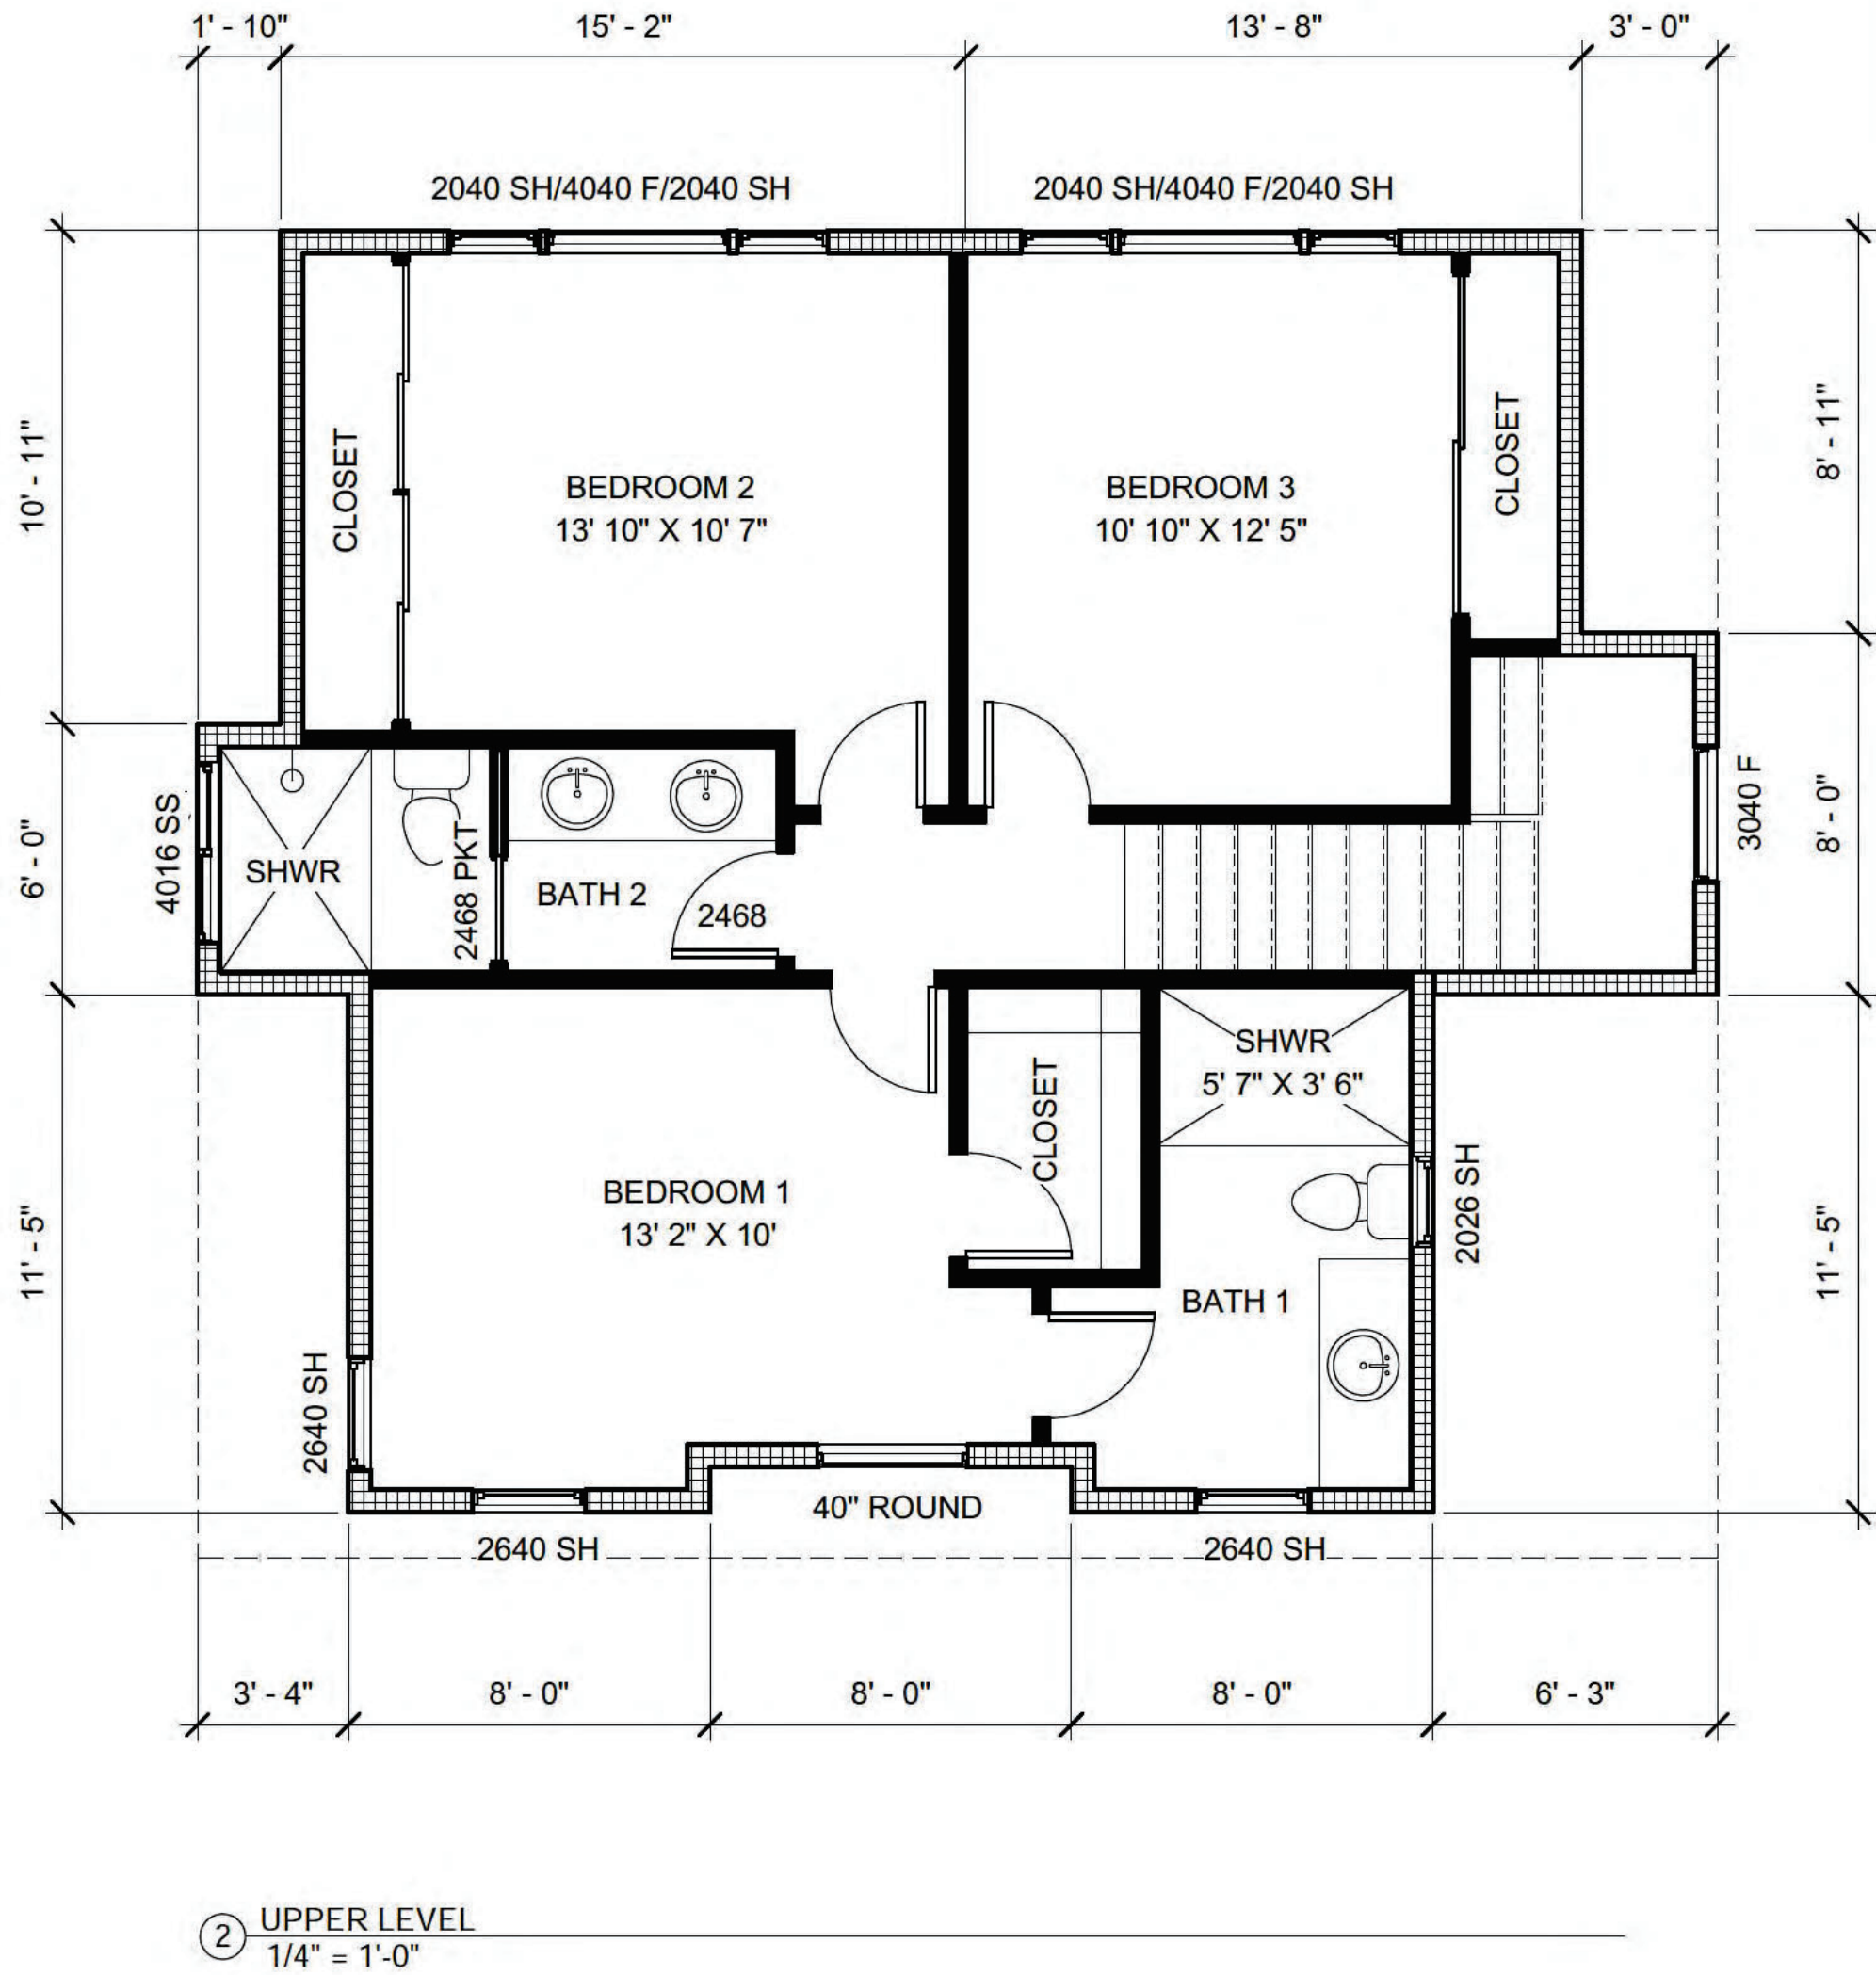 1' - 10"
15' - 2"
13' - 8"
3' - 0"
2040 SH/4040 F/2040 SH
2040 SH/4040 F/2040 SH
10' - 11"
CLOSET
BEDROOM 2
13' 10" X 10' 7"
BEDROOM 3
10' 10" X 12' 5"
CLOSET
8' - 11"
6' - 0"
4016 SS
SHWR
2468 PKT
BATH 2
2468
3040 F
8' - 0"
11' - 5"
BEDROOM 1
13' 2" X 10'
CLOSET
SHWR
5' 7" X 3' 6"
2026 SH
BATH 1
11' - 5"
2640 SH
40" ROUND
2640 SH
2640 SH
3' - 4"
8' - 0"
8' - 0"
8' - 0"
6' - 3"
2
UPPER LEVEL
1/4" = 1'-0"